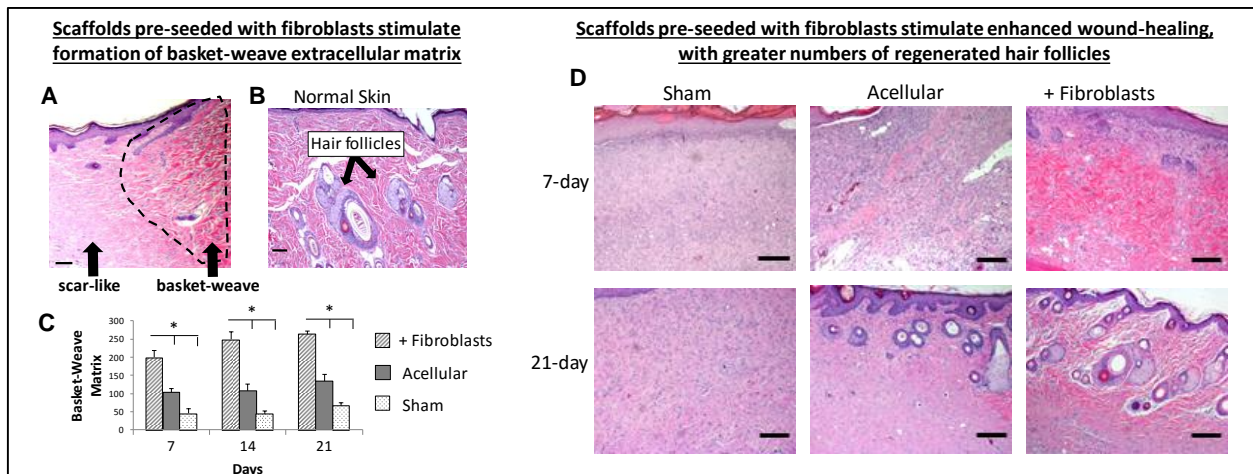 Scaffolds pre-seeded with fibroblasts stimulate
formation of basket-weave extracellular matrix
A
B
Normal Skin
Hair follicles
scar-like
basket-weave
C
Basket-Weave
Matrix
300
250
200
150
100
50
0
*
*
*
7
14
21
Days
+ Fibroblasts
Acellular
Sham
Scaffolds pre-seeded with fibroblasts stimulate enhanced wound-healing,
with greater numbers of regenerated hair follicles
D
Sham
Acellular
+ Fibroblasts
7-day
21-day